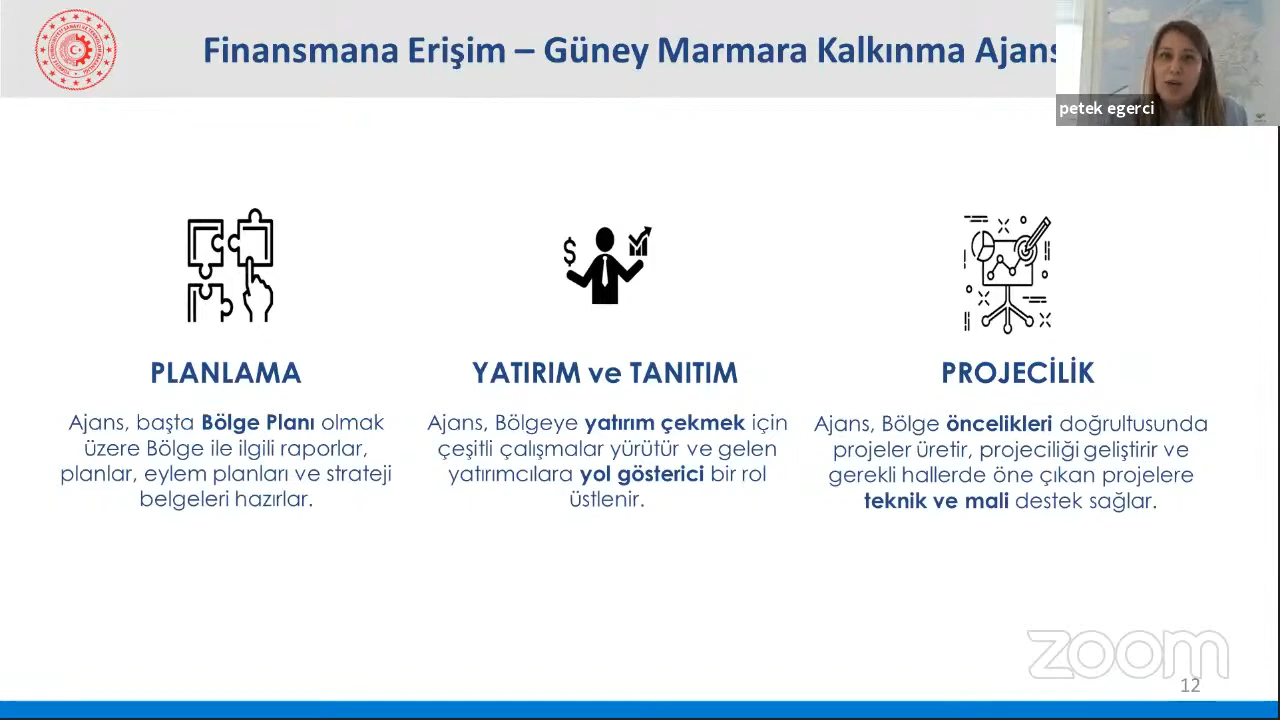 Finansmana Erişim – Güney Marmara Kalkınma Ajans
petek egerci
PLANLAMA
Ajans, başta Bölge Planı olmak
üzere Bölge ile ilgili raporlar,
planlar, eylem planları ve strateji
belgeleri hazırlar.
YATIRIM ve TANITIM
Ajans, Bölgeye yatırım çekmek için
çeşitli çalışmalar yürütür ve gelen
yatırımcılara yol gösterici bir rol
üstlenir.
PROJECİLİK
Ajans, Bölge öncelikleri doğrultusunda
projeler üretir, projeciliği geliştirir ve
gerekli hallerde öne çıkan projelere
teknik ve mali destek sağlar.
zoom
12